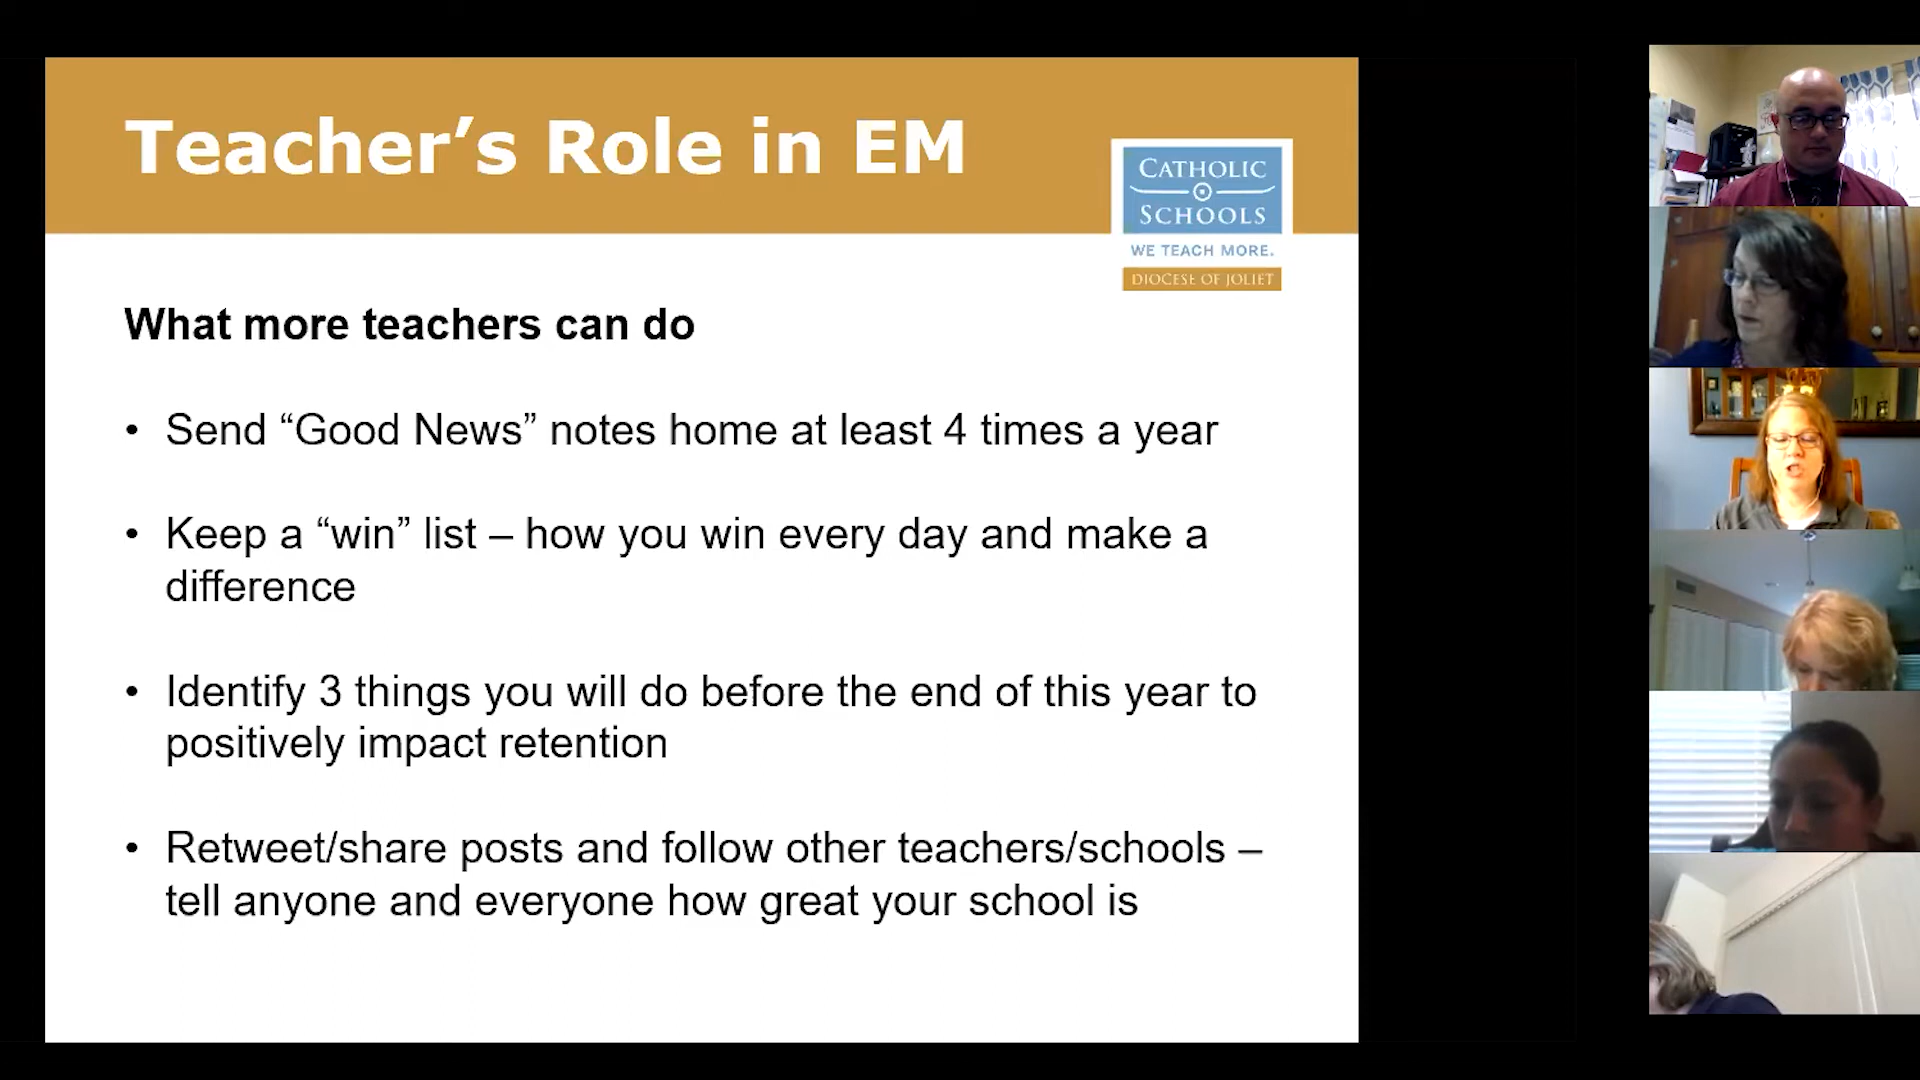 Teacher’s Role in EM
CATHOLIC
SCHOOLS
WE TEACH MORE.
DIOCESE OF JOLIET
What more teachers can do
• Send “Good News” notes home at least 4 times a year
• Keep a “win” list – how you win every day and make a
difference
• Identify 3 things you will do before the end of this year to
positively impact retention
• Retweet/share posts and follow other teachers/schools –
tell anyone and everyone how great your school is